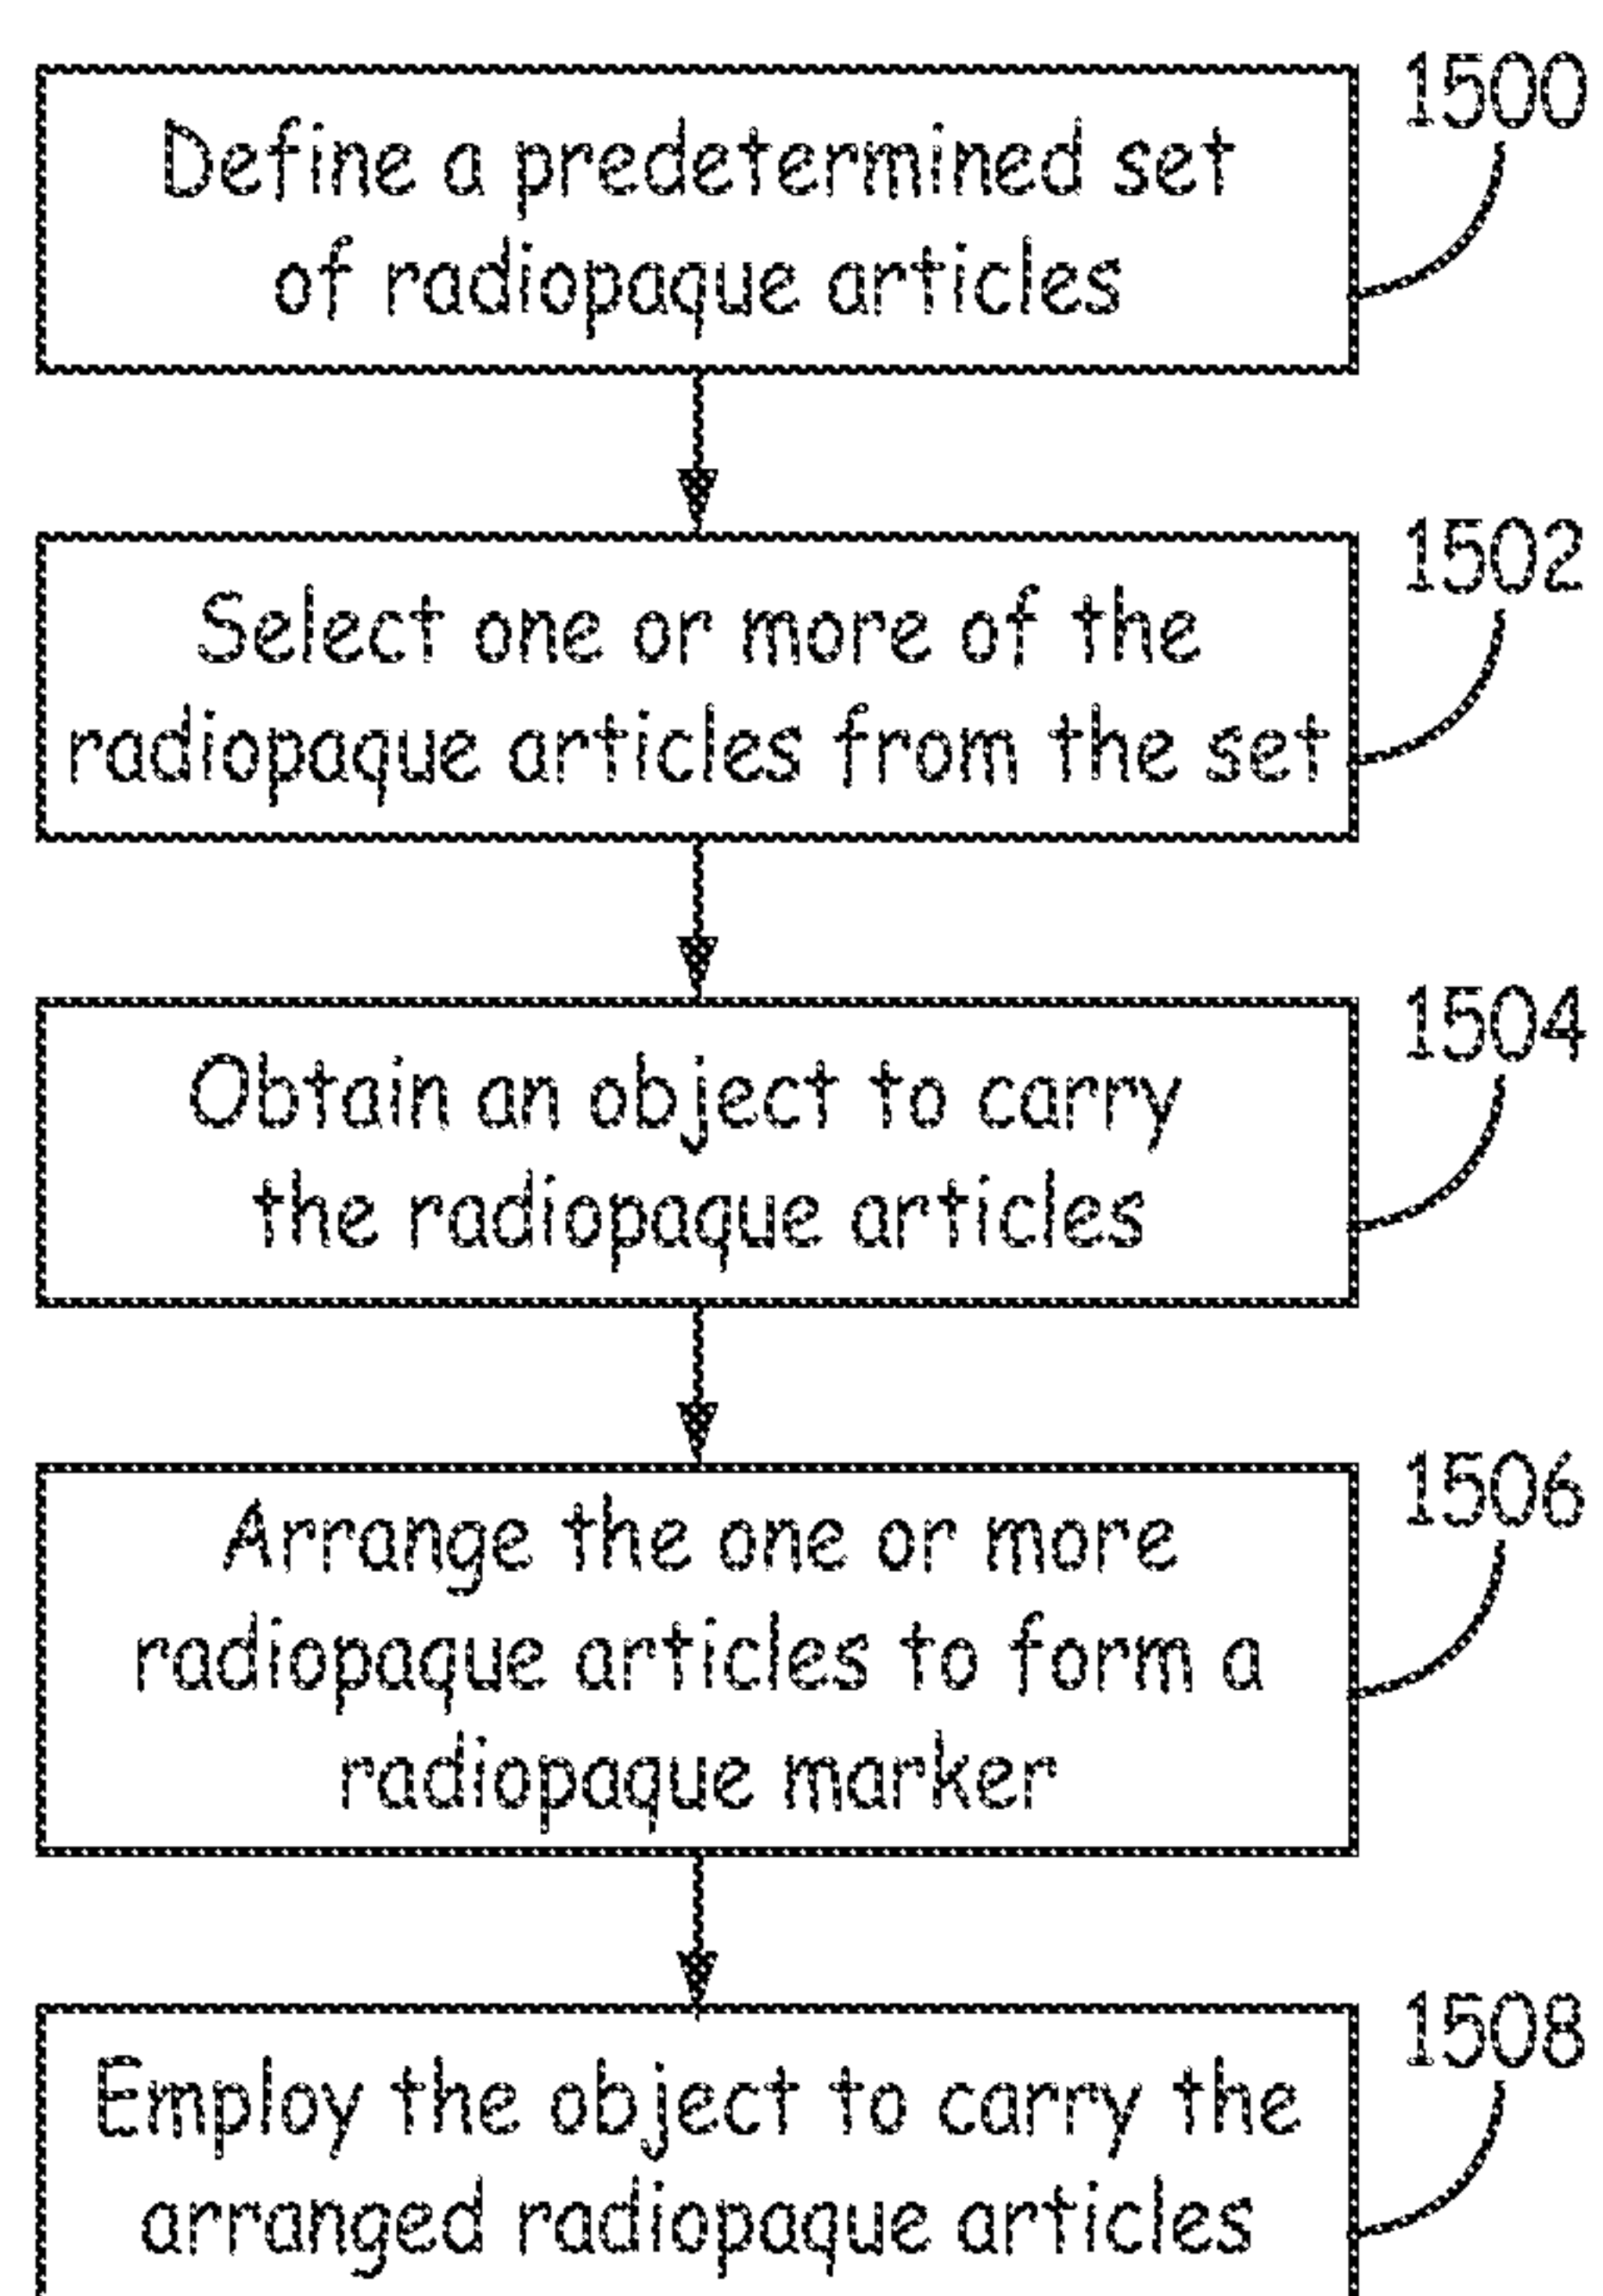 1500
Define a predetermined set
of radiopaque articles
1502
Select one or more of the
radiopaque articles from the set
1504
Obtain an object to carry
the radiopaque articles
1506
Arrange the one or more
radiopaque articles to form a
radiopaque marker
1508
Employ the object to carry the
arranged radiopaque articles